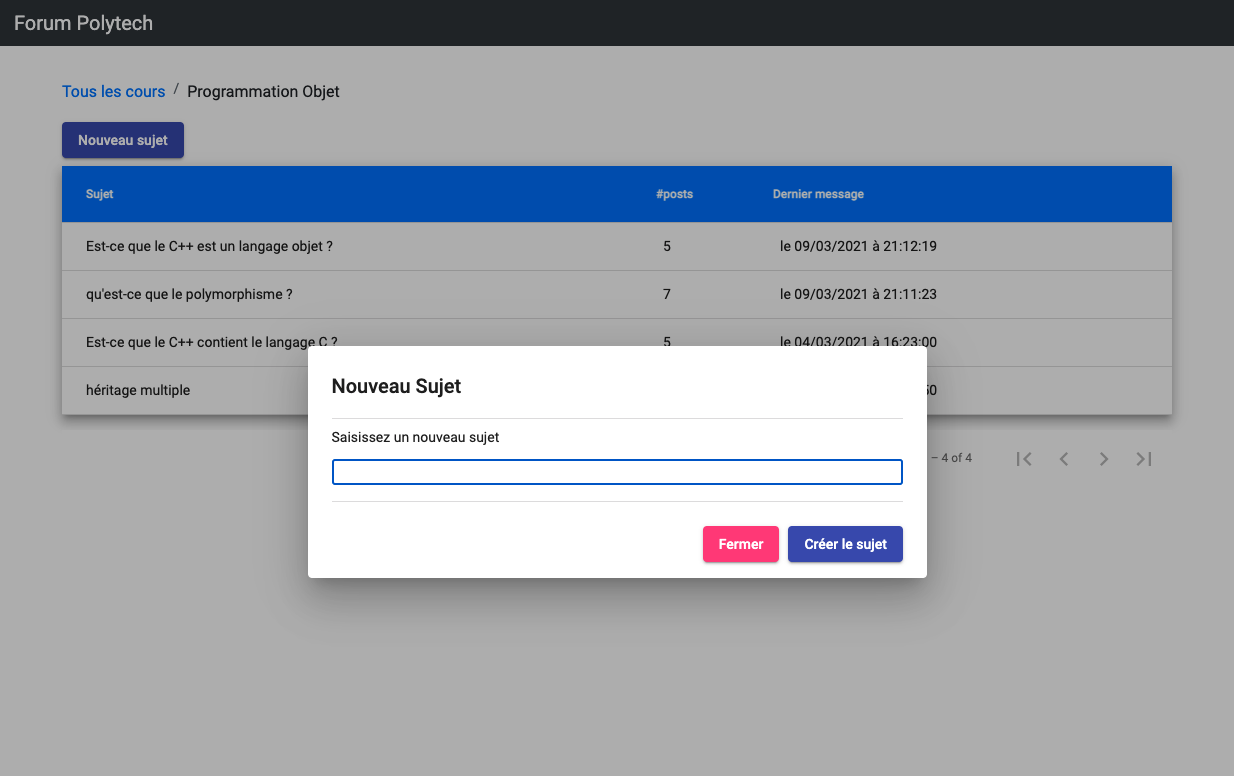 Forum Polytech
Tous les cours / Programmation Objet
Nouveau sujet
Sujet #posts Dernier message
Est-ce que le C++ est un langage objet ? 5 le 09/03/2021 à 21:12:19
qu'est-ce que le polymorphisme ? 7 le 09/03/2021 à 21:11:23
Est-ce que le C++ contient le langage C ? 5 le 04/03/2021 à 16:23:00
héritage multiple
Nouveau Sujet
Saisissez un nouveau sujet
– 4 of 4
Fermer Créer le sujet